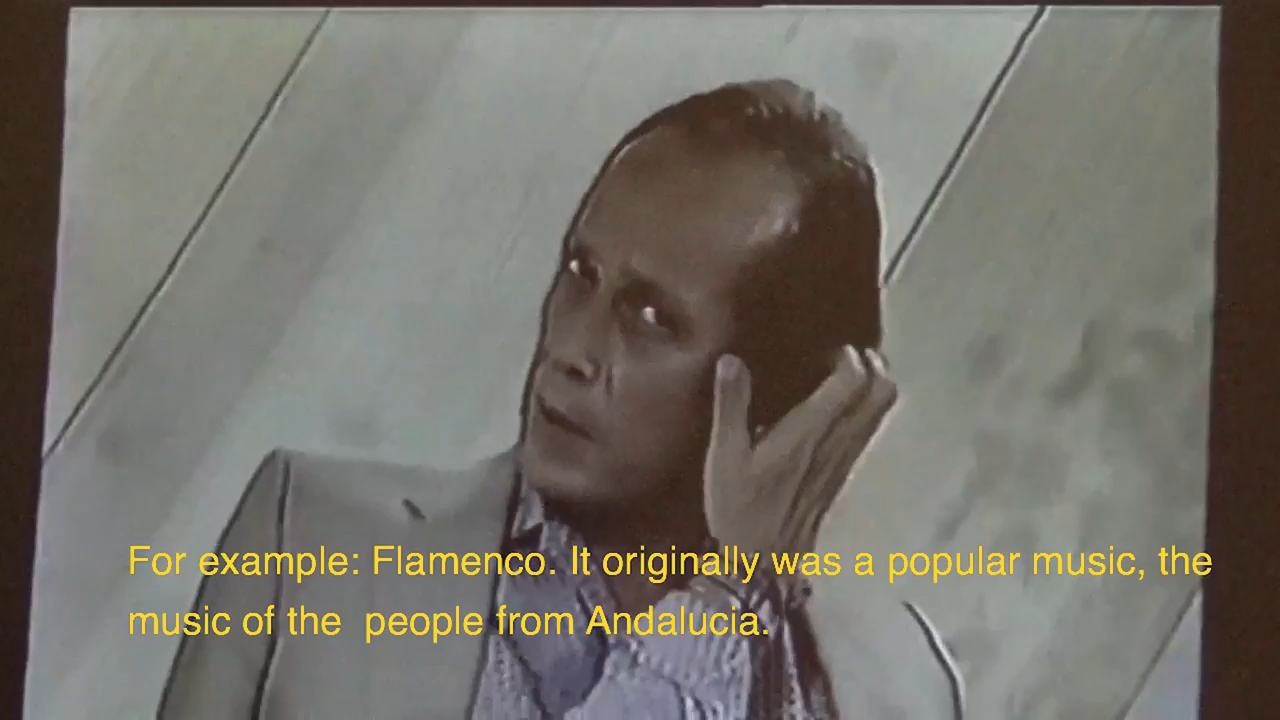 For example: Flamenco. It originally was a popular music, the
music of the  people from Andalucia.